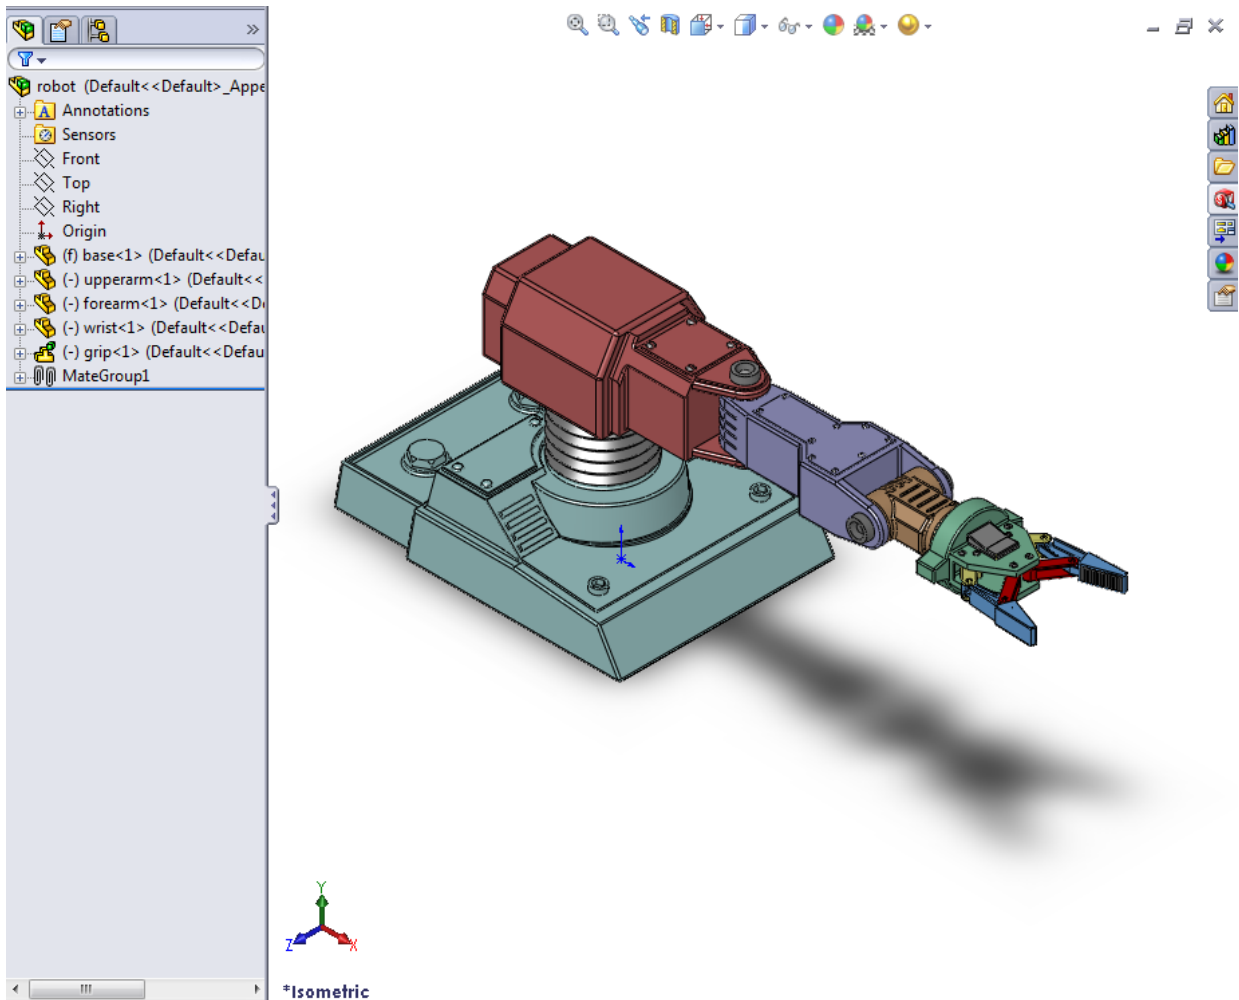 robot (Default<<Default>_Appe
A Annotations
Sensors
Front
Top
Right
Origin
(f) base<1> (Default<<Defau
(-) upperarm<1> (Default<<
(-) forearm<1> (Default<<De
(-) wrist<1> (Default<<Defau
(-) grip<1> (Default<<Defau
MateGroup1
Y
Z
X
*Isometric